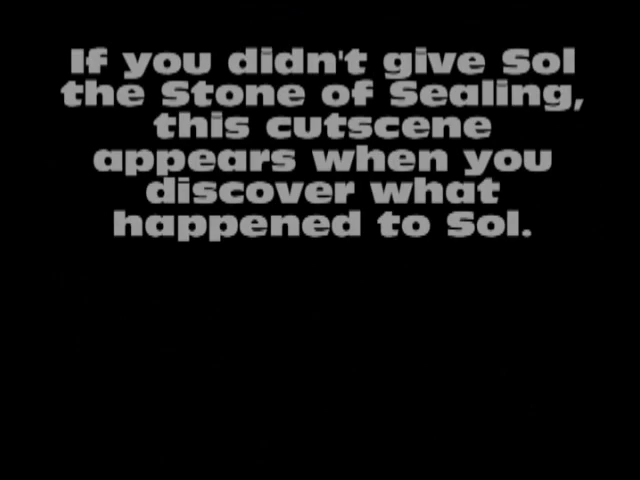 If you didn't give Sol
the Stone of Sealing,
this cutscene
appears when you
discover what
happened to Sol.